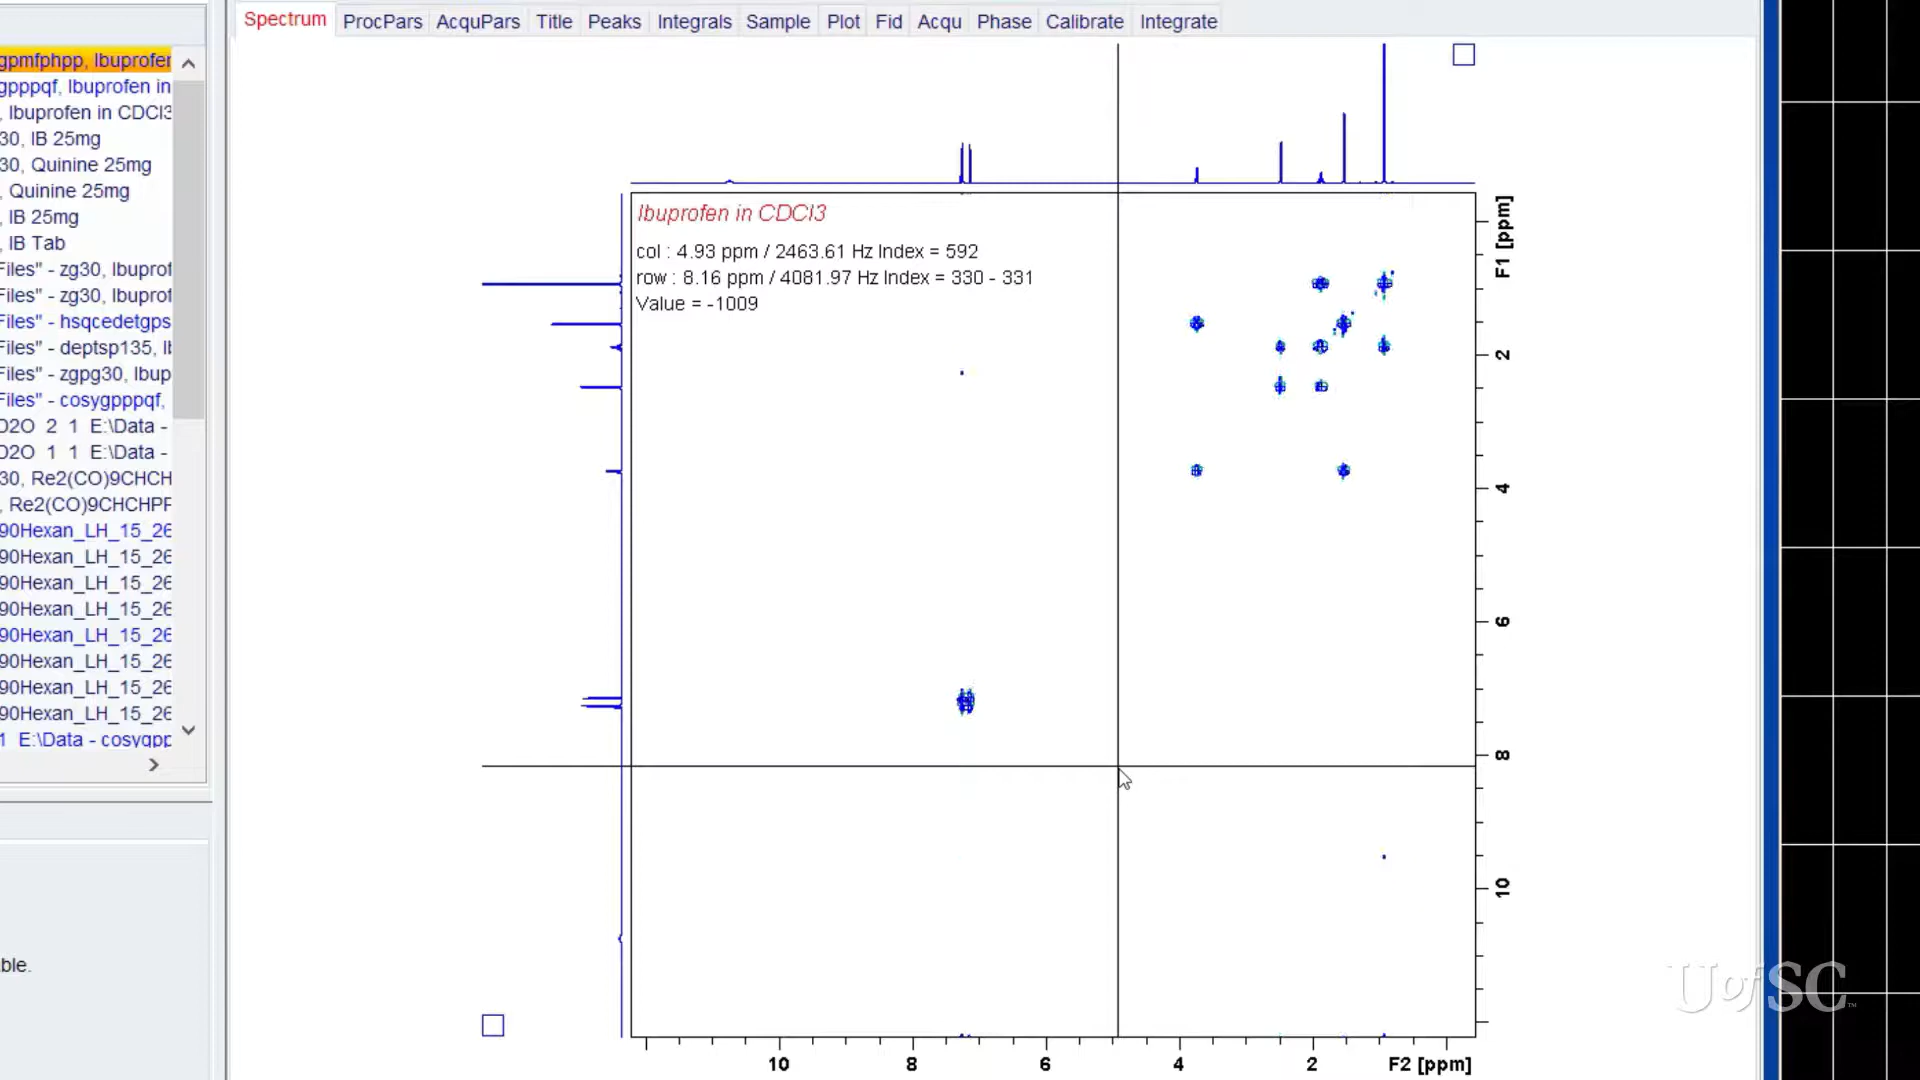 Spectrum ProcPars AcquPars Title Peaks Integrals Sample Plot Fid Acqu Phase Calibrate Integrate
gpmfphpp, Ibuprofen
gpppqf, Ibuprofen in
, Ibuprofen in CDCl3
30, IB 25mg
30, Quinine 25mg
, Quinine 25mg
, IB 25mg
, IB Tab
Files" - zg30, Ibuprof
Files" - zg30, Ibuprof
Files" - hsqcedetgps
Files" - deptsp135, I
Files" - zgpg30, Ibup
Files" - cosygpppqf,
D2O 2 1 E:\Data -
D2O 1 1 E:\Data -
30, Re2(CO)9CHCH
, Re2(CO)9CHCHPF
90Hexan_LH_15_26
90Hexan_LH_15_26
90Hexan_LH_15_26
90Hexan_LH_15_26
90Hexan_LH_15_26
90Hexan_LH_15_26
90Hexan_LH_15_26
90Hexan_LH_15_26
1 E:\Data - cosygpp
ble.
Ibuprofen in CDCl3
col : 4.93 ppm / 2463.61 Hz Index = 592
row : 8.16 ppm / 4081.97 Hz Index = 330 - 331
Value = -1009
F1 [ppm]
2
4
6
8
10
10 8 6 4 2 F2 [ppm]
UofSC™